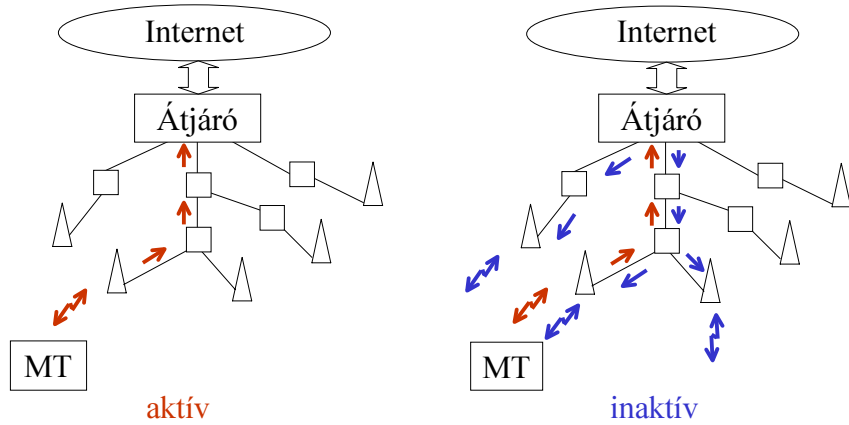 Internet
Átjáró
MT
aktív
Internet
Átjáró
MT
inaktív